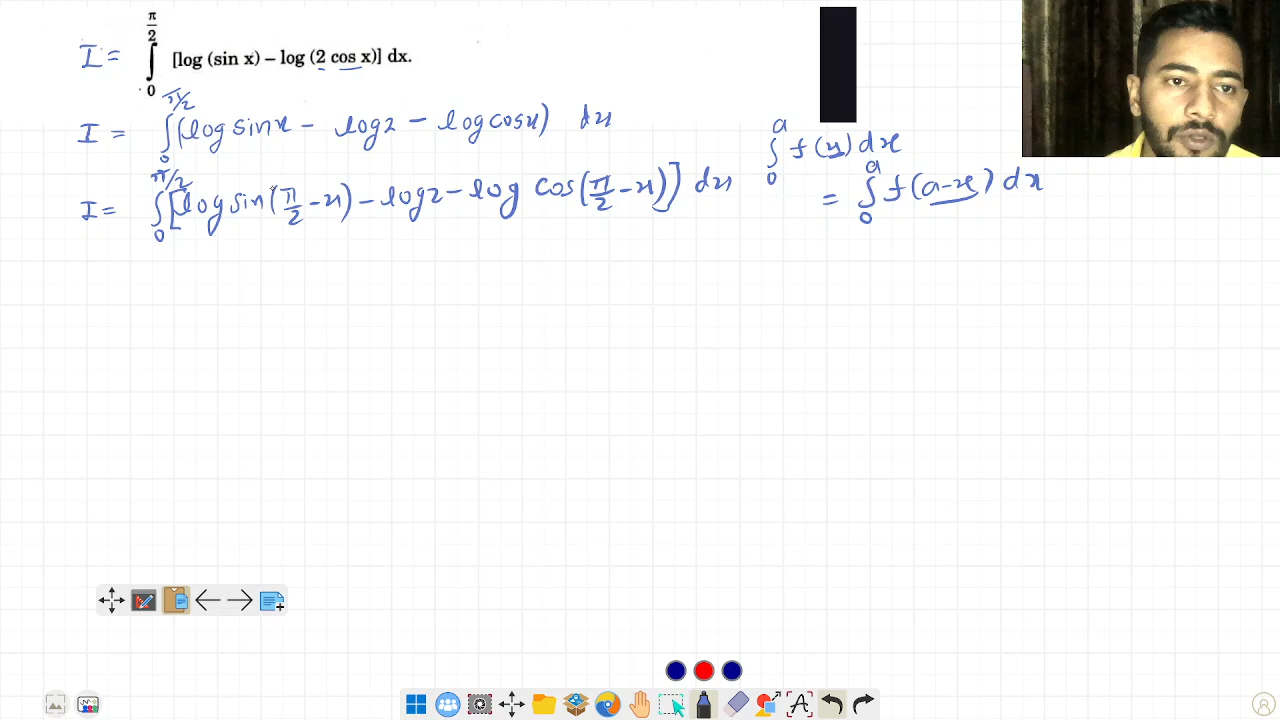 I = ∫₀^{π/2} [log (sin x) – log (2 cos x)] dx.
I = ∫₀^{π/2} (log sin x - log 2 - log cos x) dx
∫₀^a f(x) dx
I = ∫₀^{π/2} [log sin(π/2 - x) - log 2 - log cos(π/2 - x)] dx
= ∫₀^a f(a-x) dx